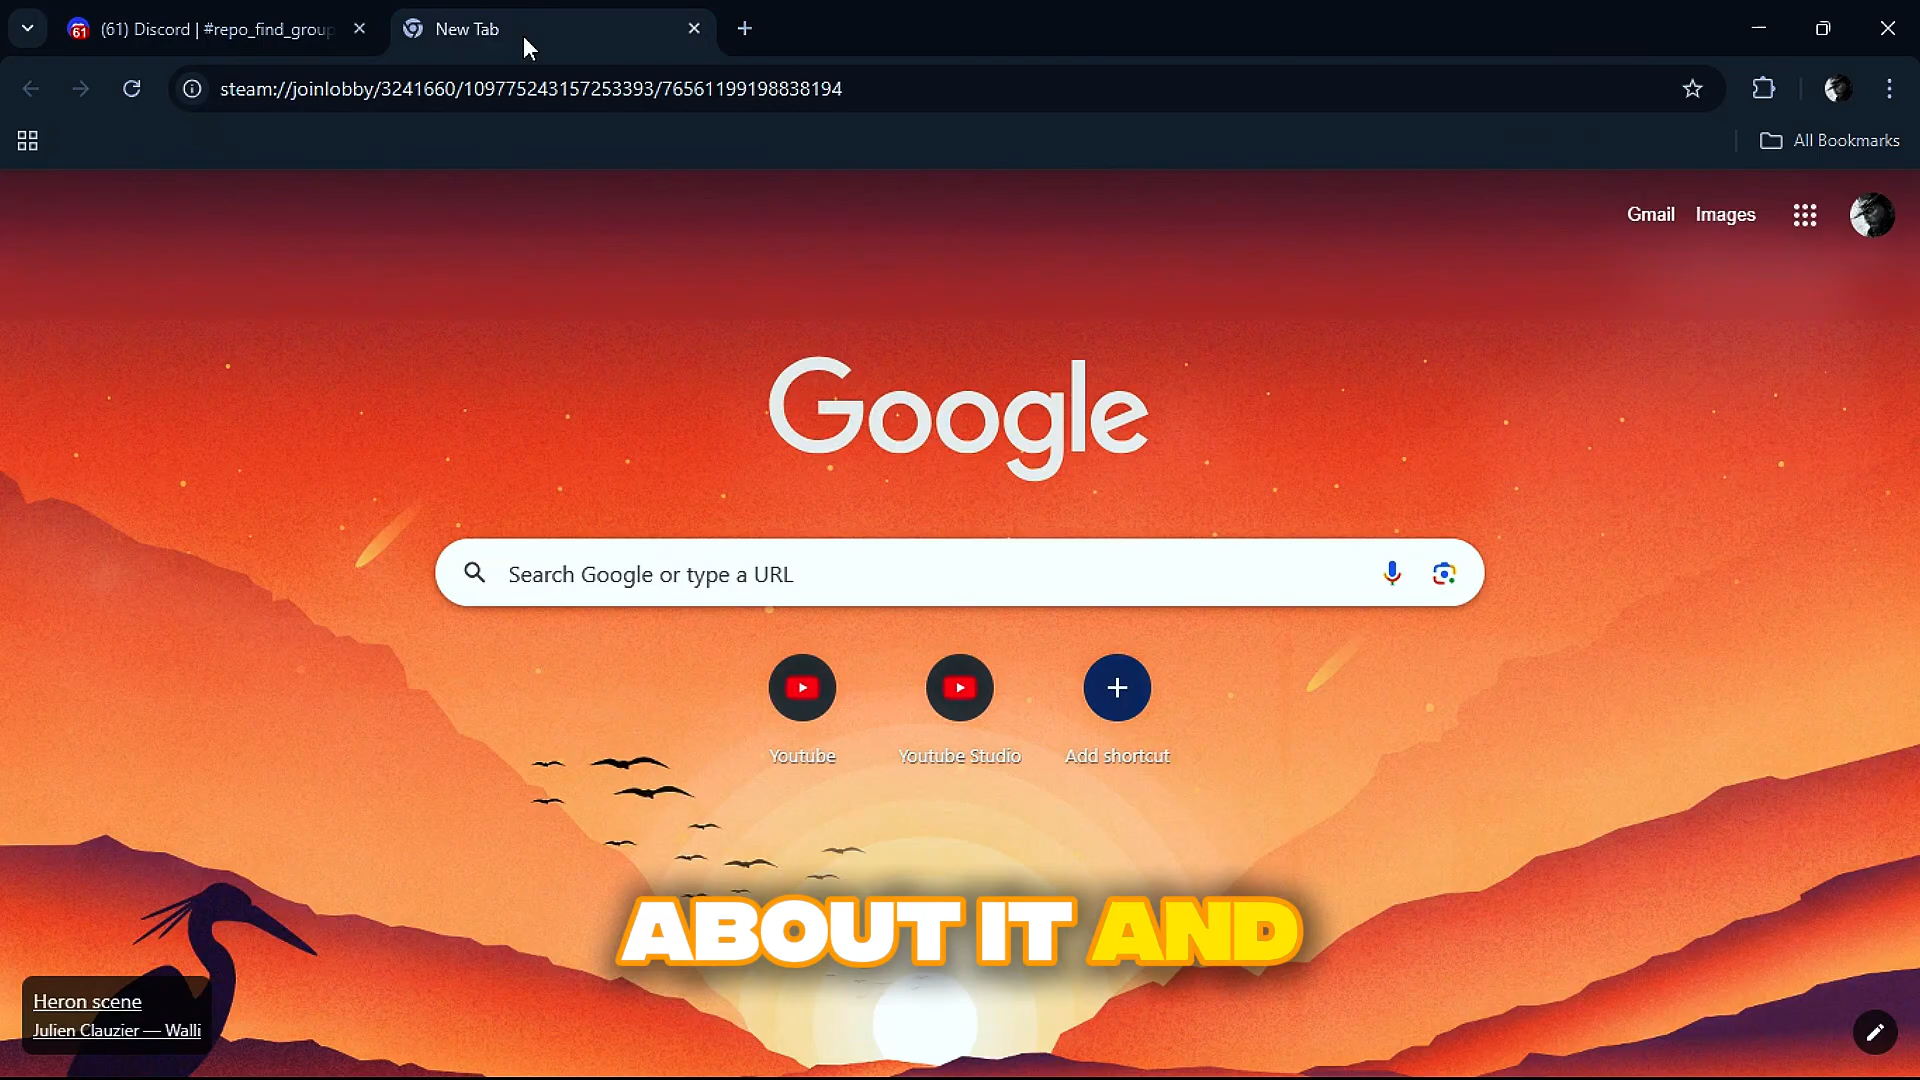 (61) Discord | #repo_find_group
New Tab
steam://joinlobby/3241660/109775243157253393/76561199198838194
All Bookmarks
Gmail Images
Google
Search Google or type a URL
Youtube Youtube Studio Add shortcut
ABOUT IT AND
Heron scene
Julien Clauzier — Walli